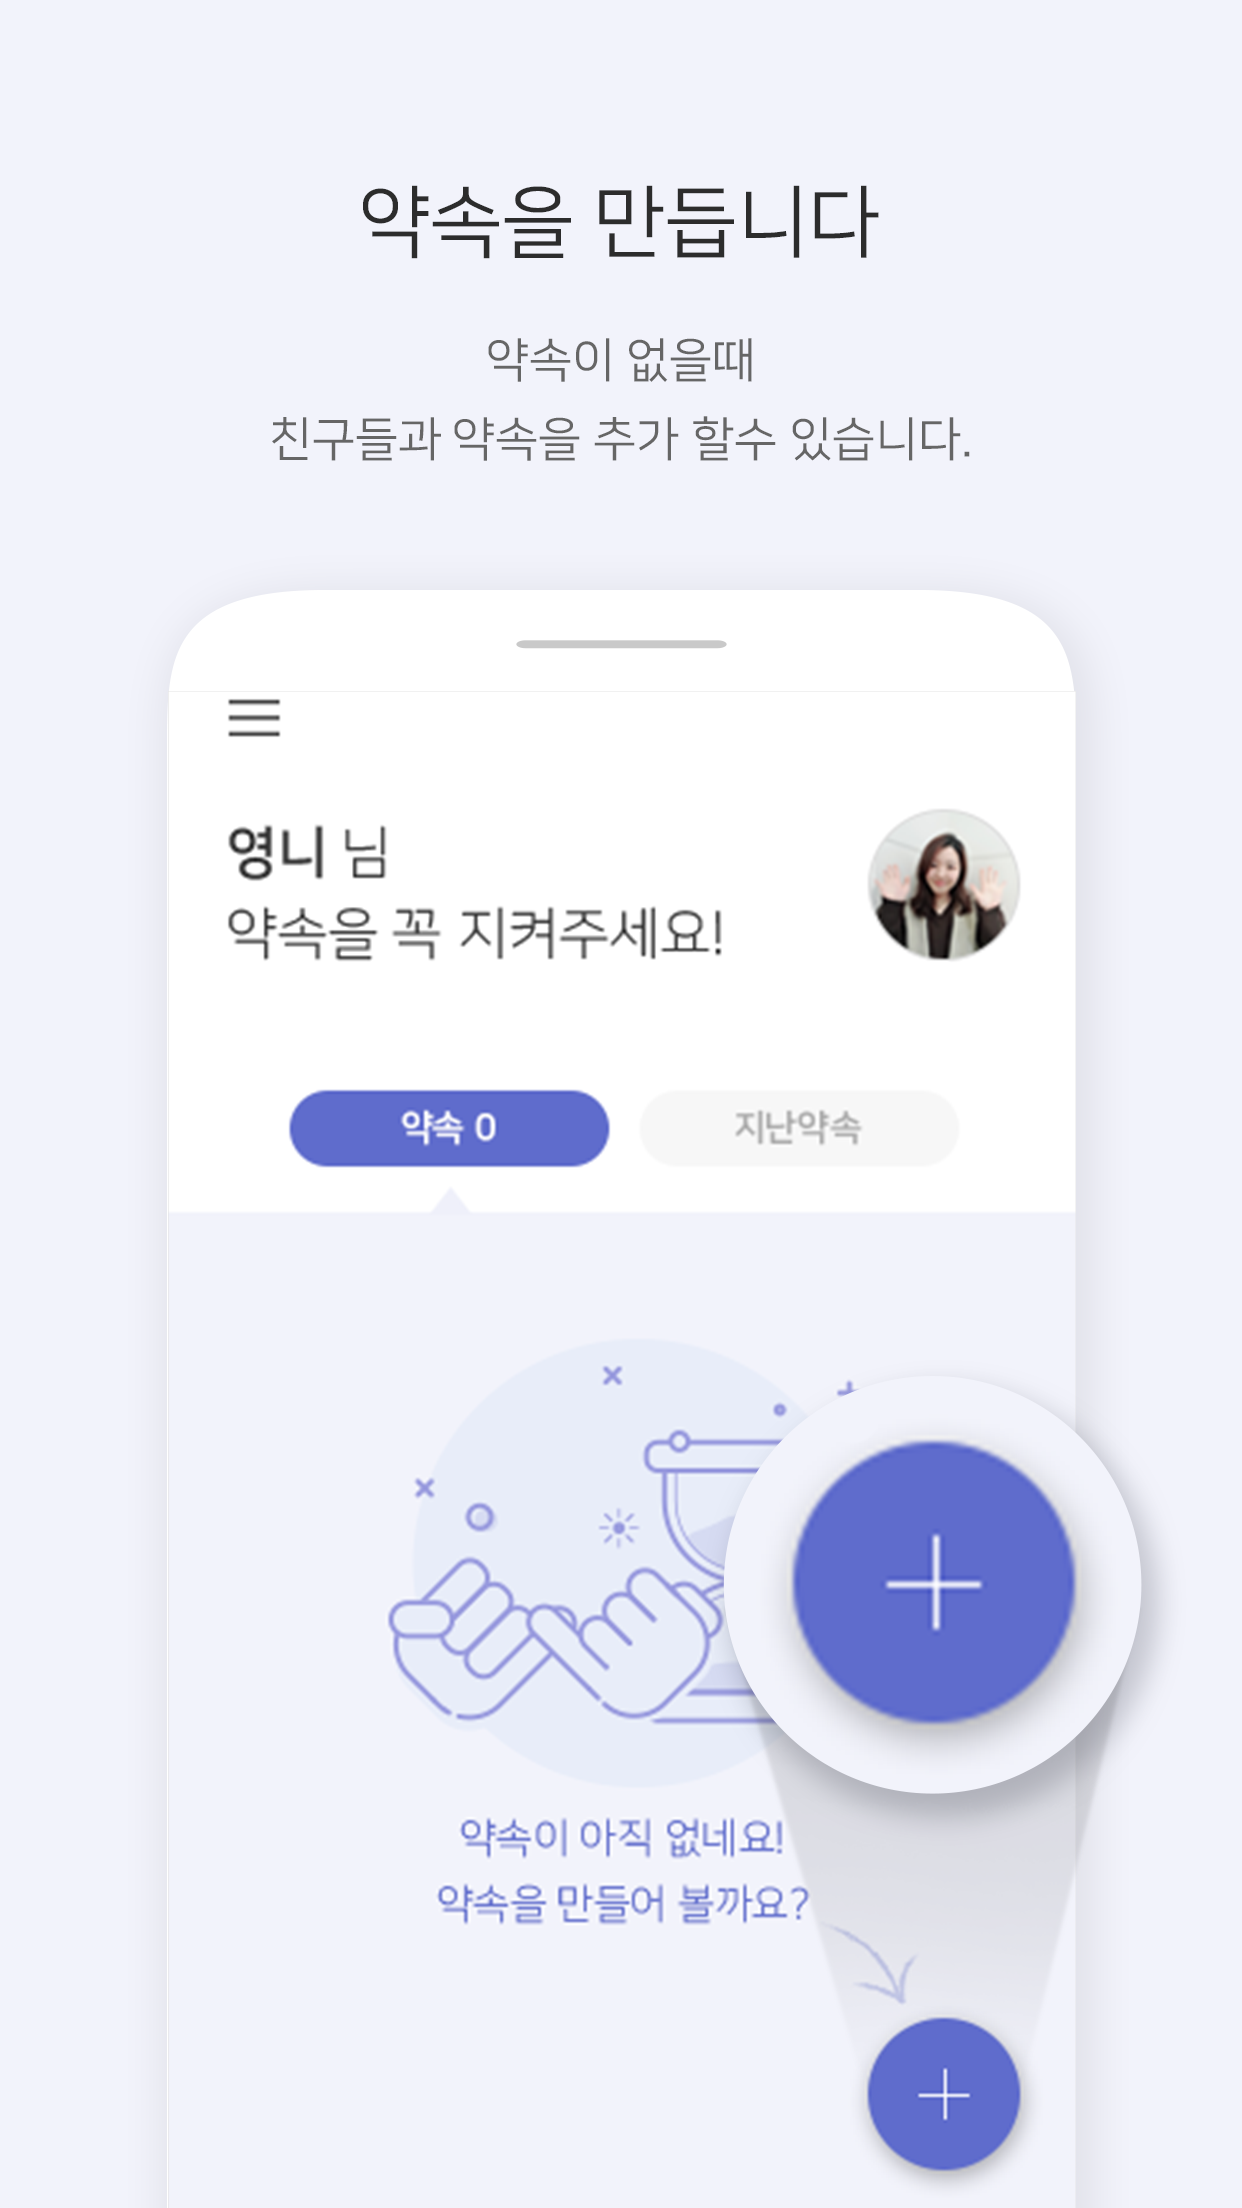 약속을 만듭니다
약속이 없을때
친구들과 약속을 추가 할수 있습니다.
영니 님
약속을 꼭 지켜주세요!
약속 0
지난약속
약속이 아직 없네요!
약속을 만들어 볼까요?